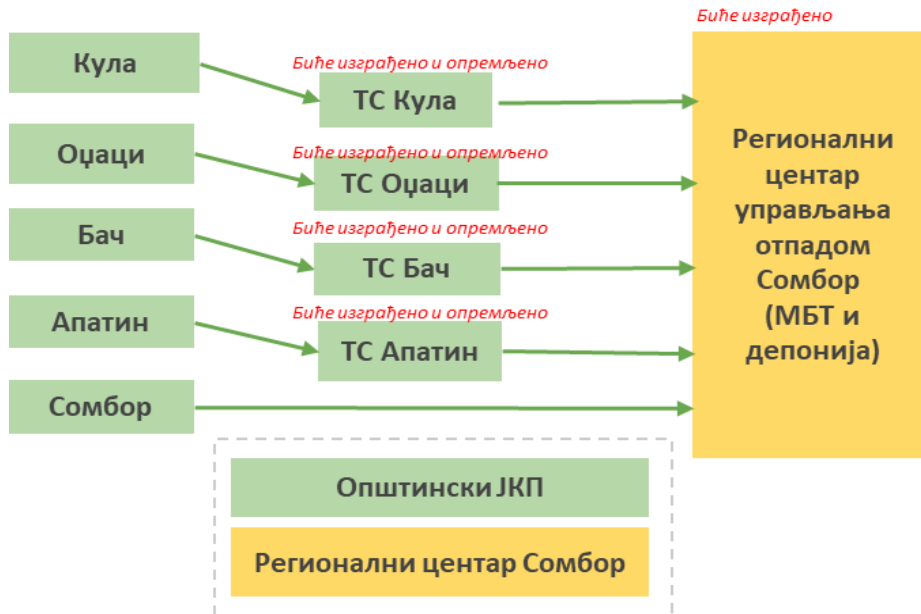 Биће изграђено
Кула
Биће изграђено и опремљено
ТС Кула
Оџаци
Биће изграђено и опремљено
ТС Оџаци
Бач
Биће изграђено и опремљено
ТС Бач
Апатин
Биће изграђено и опремљено
ТС Апатин
Сомбор
Регионални
центар
управљања
отпадом
Сомбор
(МБТ и
депонија)
Општински ЈКП
Регионални центар Сомбор